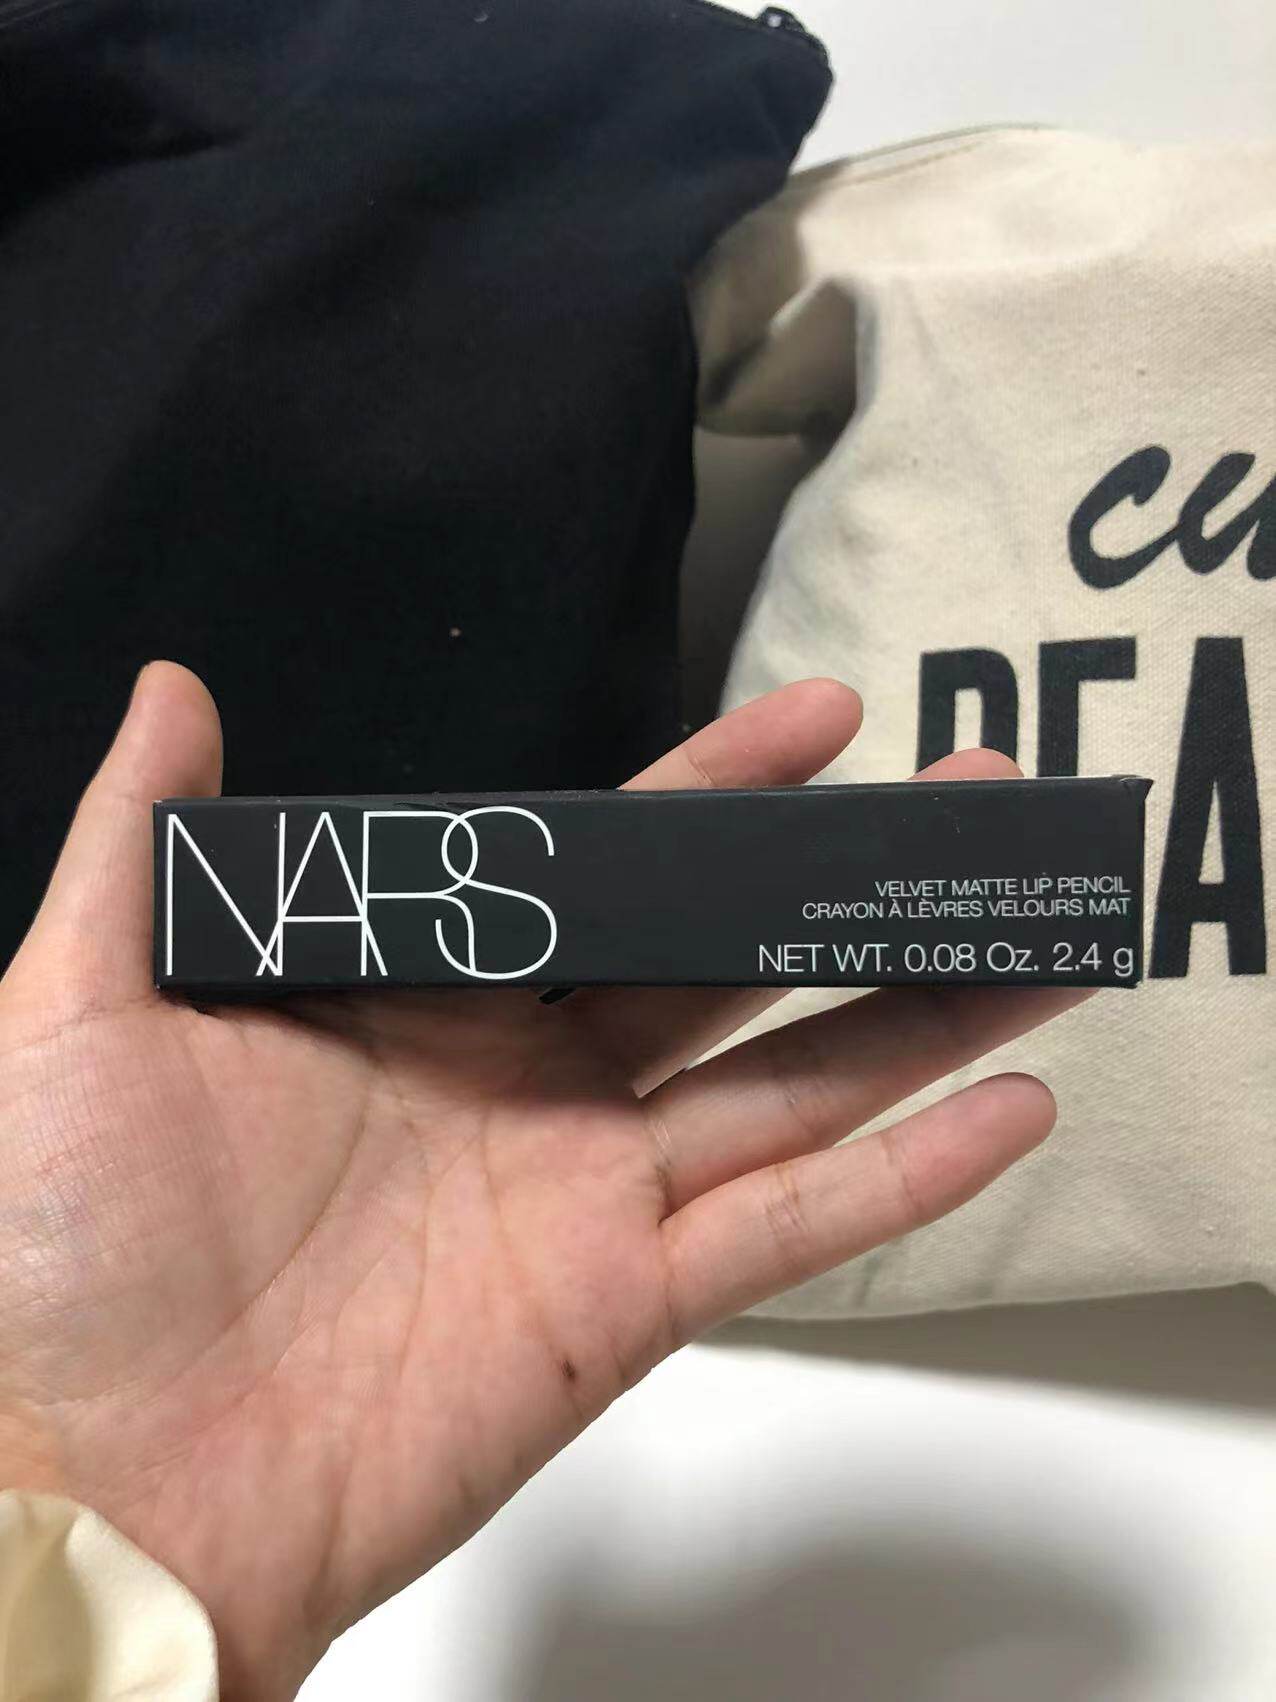 NARS
VELVET MATTE LIP PENCIL
CRAYON À LÈVRES VELOURS MAT
NET WT. 0.08 Oz. 2.4 g